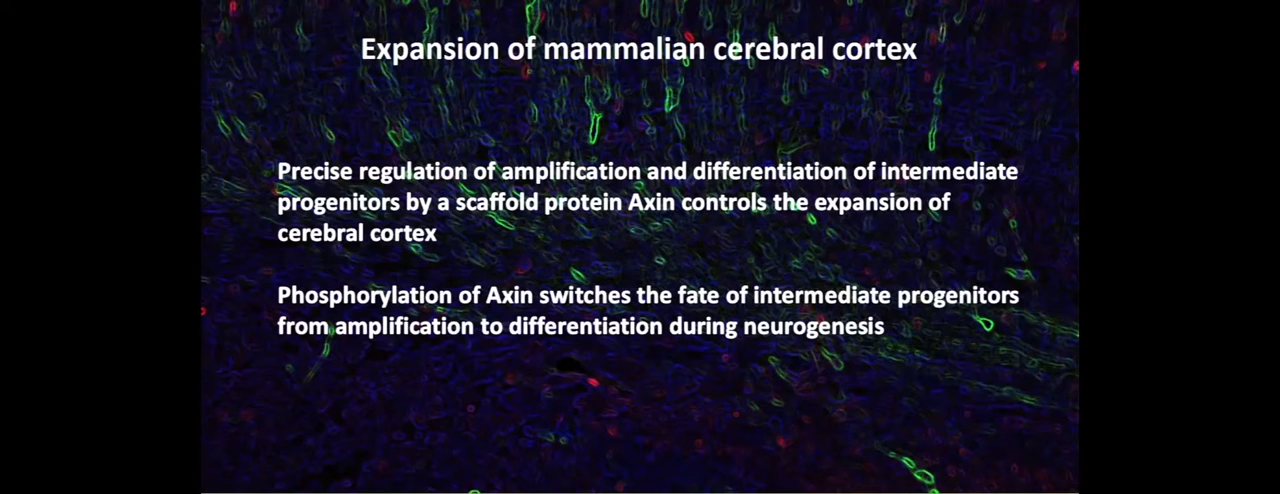 Expansion of mammalian cerebral cortex
Precise regulation of amplification and differentiation of intermediate
progenitors by a scaffold protein Axin controls the expansion of
cerebral cortex
Phosphorylation of Axin switches the fate of intermediate progenitors
from amplification to differentiation during neurogenesis